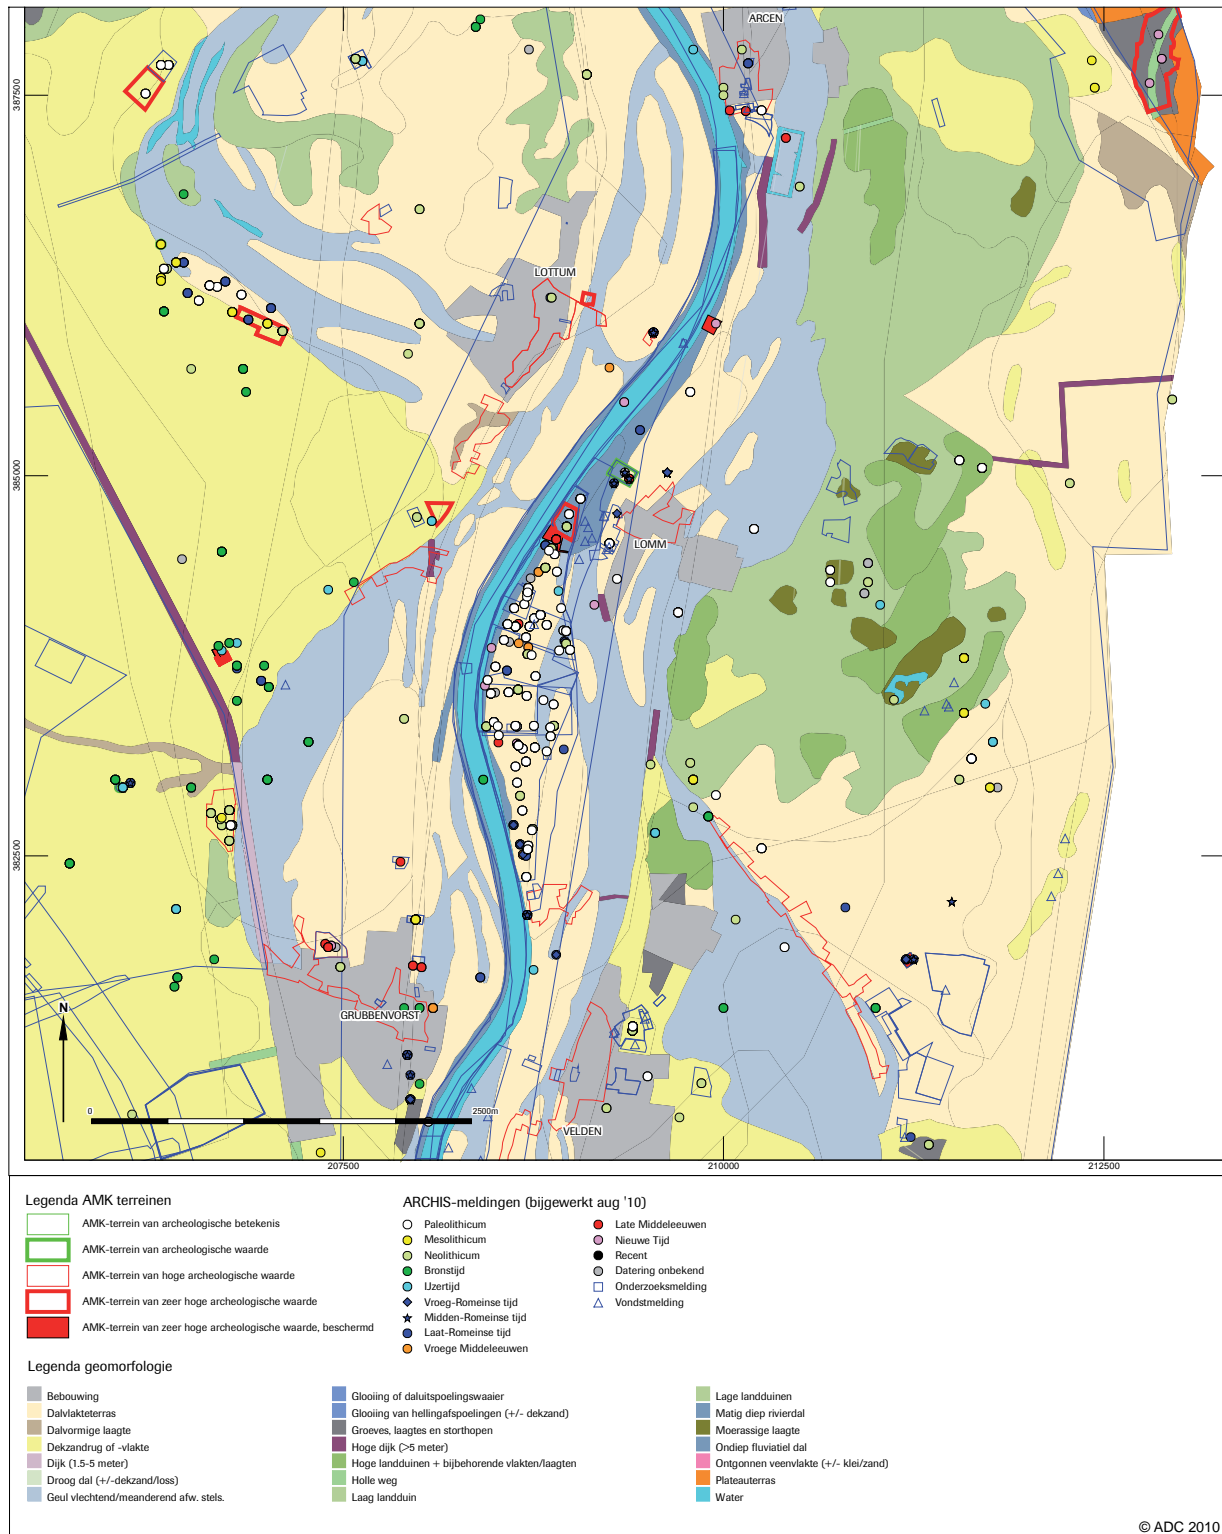 ARCEN
387500
LOTTUM
385000
LOMM
382500
GRUBBENVORST
N
0
2500m
VELDEN
207500
210000
212500
Legenda AMK terreinen
AMK-terrein van archeologische betekenis
AMK-terrein van archeologische waarde
AMK-terrein van hoge archeologische waarde
AMK-terrein van zeer hoge archeologische waarde
AMK-terrein van zeer hoge archeologische waarde, beschermd
ARCHIS-meldingen (bijgewerkt aug '10)
Paleolithicum
Mesolithicum
Neolithicum
Bronstijd
IJzertijd
Vroeg-Romeinse tijd
Midden-Romeinse tijd
Laat-Romeinse tijd
Vroege Middeleeuwen
Late Middeleeuwen
Nieuwe Tijd
Recent
Datering onbekend
Onderzoeksmelding
Vondstmelding
Legenda geomorfologie
Bebouwing
Dalvlakteterras
Dalvormige laagte
Dekzandrug of -vlakte
Dijk (1.5-5 meter)
Droog dal (+/-dekzand/loss)
Geul vlechtend/meanderend afw. stels.
Glooiing of daluitspoelingswaaier
Glooiing van hellingafspoelingen (+/- dekzand)
Groeves, laagtes en storthopen
Hoge dijk (>5 meter)
Hoge landduinen + bijbehorende vlakten/laagten
Holle weg
Laag landduin
Lage landduinen
Matig diep rivierdal
Moerassige laagte
Ondiep fluviatiel dal
Ontgonnen veenvlakte (+/- klei/zand)
Plateauterras
Water
© ADC 2010